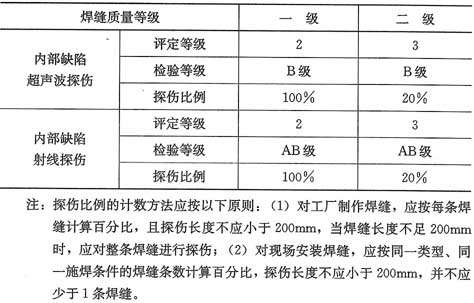 焊缝质量等级 一 级 二 级
内部缺陷
超声波探伤
评定等级 2 3
检验等级 B级 B级
探伤比例 100% 20%
内部缺陷
射线探伤
评定等级 2 3
检验等级 AB级 AB级
探伤比例 100% 20%
注：探伤比例的计数方法应按以下原则：(1) 对工厂制作焊缝，应按每条焊
缝计算百分比，且探伤长度不应小于 200mm，当焊缝长度不足 200mm
时，应对整条焊缝进行探伤；(2) 对现场安装焊缝，应按同一类型、同
一施焊条件的焊缝条数计算百分比，探伤长度不应小于 200mm，并不应
少于 1 条焊缝。